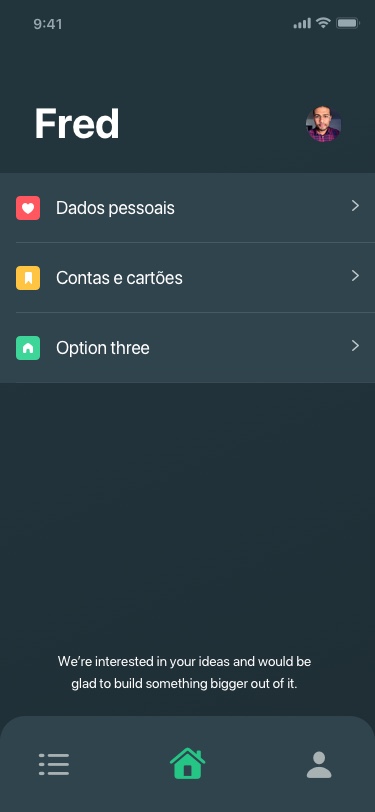 9:41
Fred
Dados pessoais
Contas e cartões
Option three
We're interested in your ideas and would be
glad to build something bigger out of it.